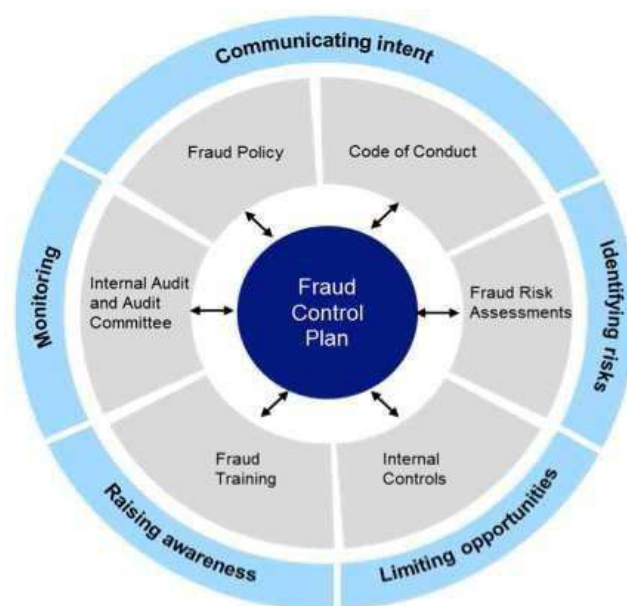 Communicating intent
Fraud Policy
Code of Conduct
Monitoring
Internal Audit
and Audit
Committee
Fraud
Control
Plan
Fraud Risk
Assessments
Identifying risks
Fraud
Training
Internal
Controls
Raising awareness
Limiting opportunities